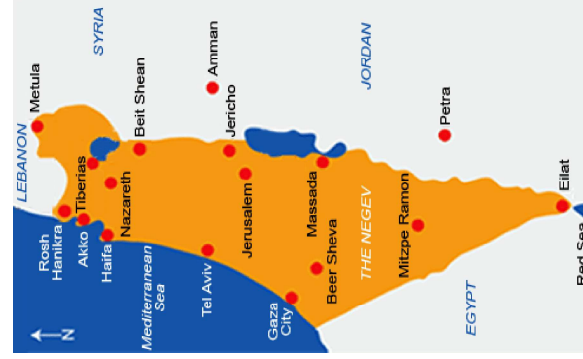 LEBANON
SYRIA
Metula
Rosh
Hanikra
Akko
Tiberias
Haifa
Nazareth
Beit Shean
Mediterranean
Sea
Tel Aviv
Amman
Jericho
Jerusalem
JORDAN
Gaza
City
Massada
Beer Sheva
THE NEGEV
Petra
Mitzpe Ramon
EGYPT
Eilat
Red Sea
N